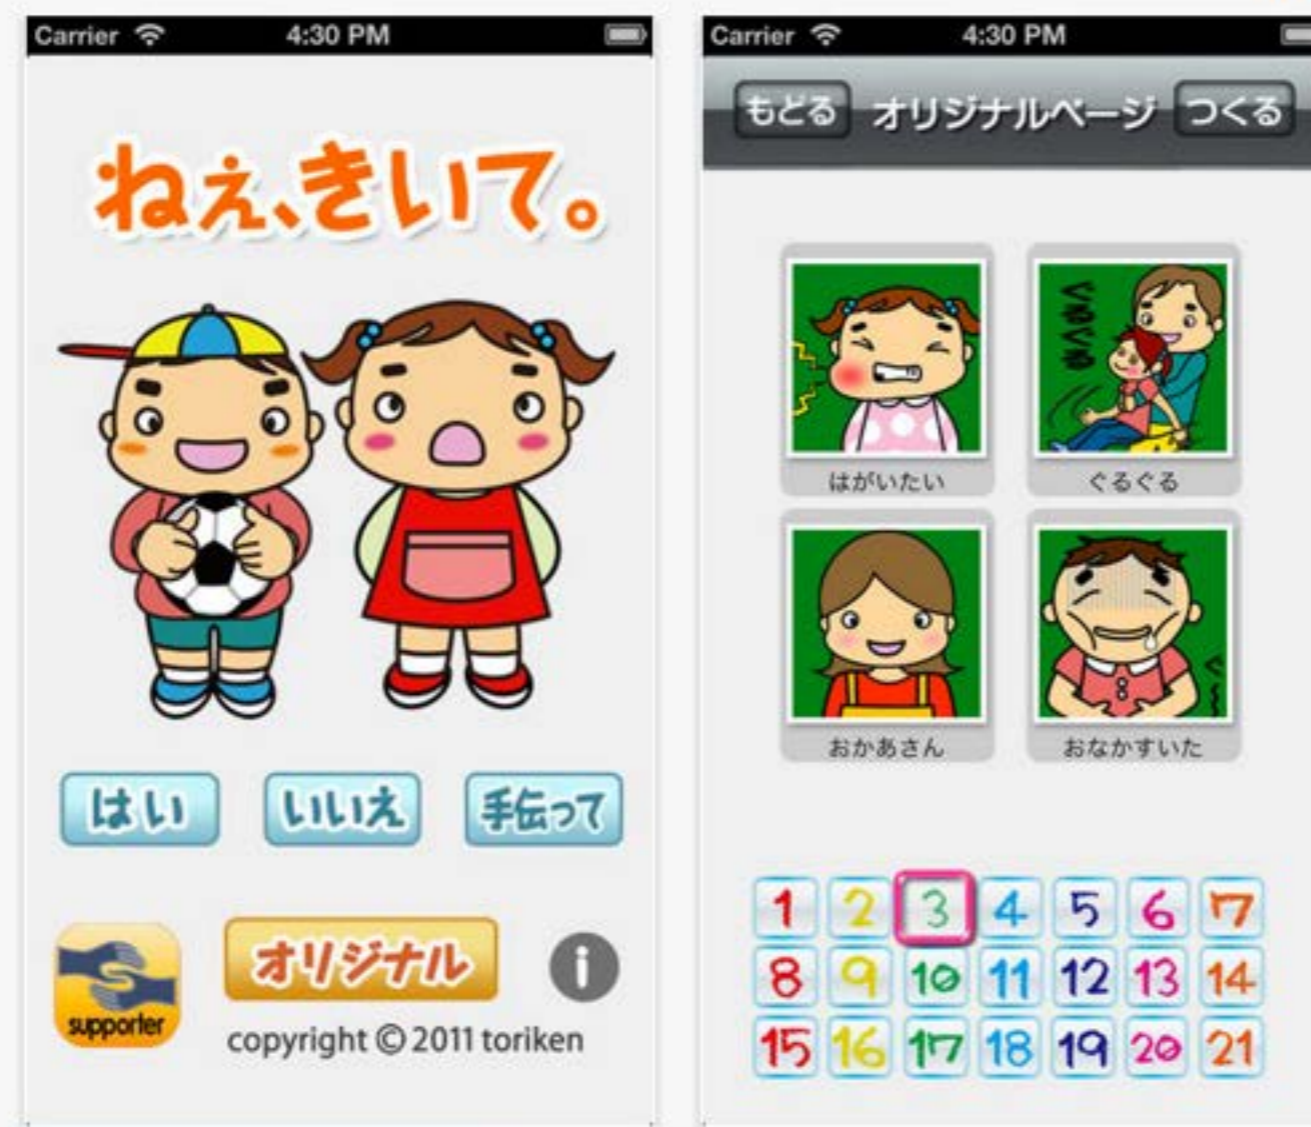 Carrier 4:30 PM
ねぇ、きいて。
はい いいえ 手伝って
オリジナル
supporter
copyright © 2011 toriken
Carrier 4:30 PM
もどる オリジナルページ つくる
ぐるぐる
はがいたい ぐるぐる
おかあさん おなかすいた
1 2 3 4 5 6 7
8 9 10 11 12 13 14
15 16 17 18 19 20 21